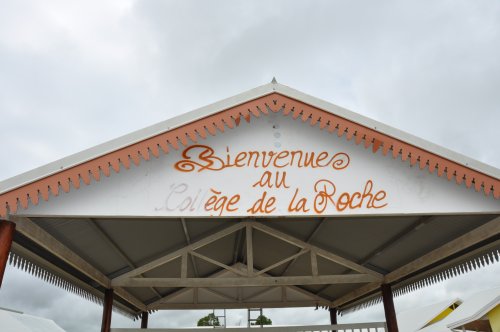 Bienvenue
au
Collège de la Roche